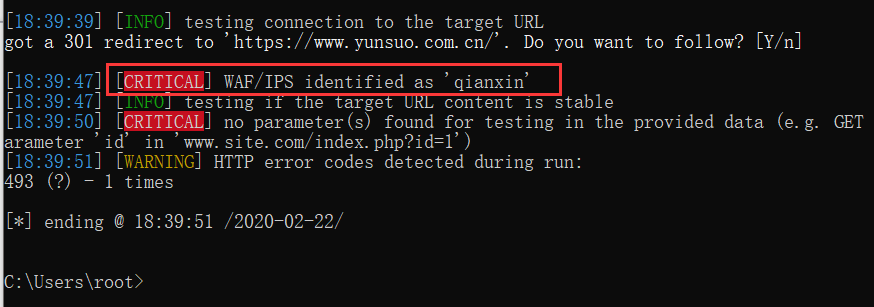 [18:39:39] [INFO] testing connection to the target URL
got a 301 redirect to 'https://www.yunsuo.com.cn/'. Do you want to follow? [Y/n]
[18:39:47] [CRITICAL] WAF/IPS identified as 'qianxin'
[18:39:47] [INFO] testing if the target URL content is stable
[18:39:50] [CRITICAL] no parameter(s) found for testing in the provided data (e.g. GET
arameter 'id' in 'www.site.com/index.php?id=1')
[18:39:51] [WARNING] HTTP error codes detected during run:
493 (?) - 1 times
[*] ending @ 18:39:51 /2020-02-22/
C:\Users\root>